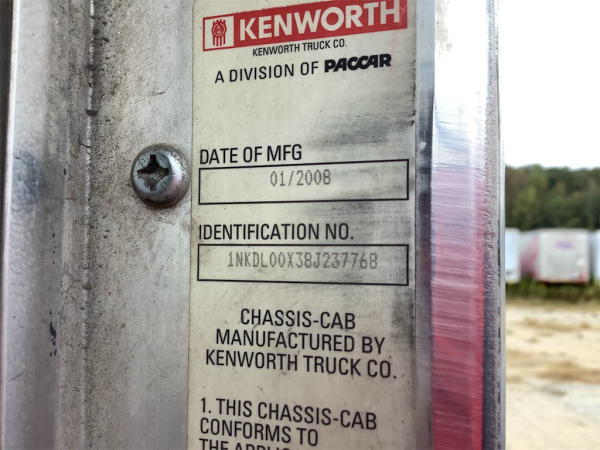 KENWORTH
KENWORTH TRUCK CO.
A DIVISION OF PACCAR
DATE OF MFG
01/2008
IDENTIFICATION NO.
1NKDL00X38J237768
CHASSIS-CAB
MANUFACTURED BY
KENWORTH TRUCK CO.
1. THIS CHASSIS-CAB
CONFORMS TO
THE